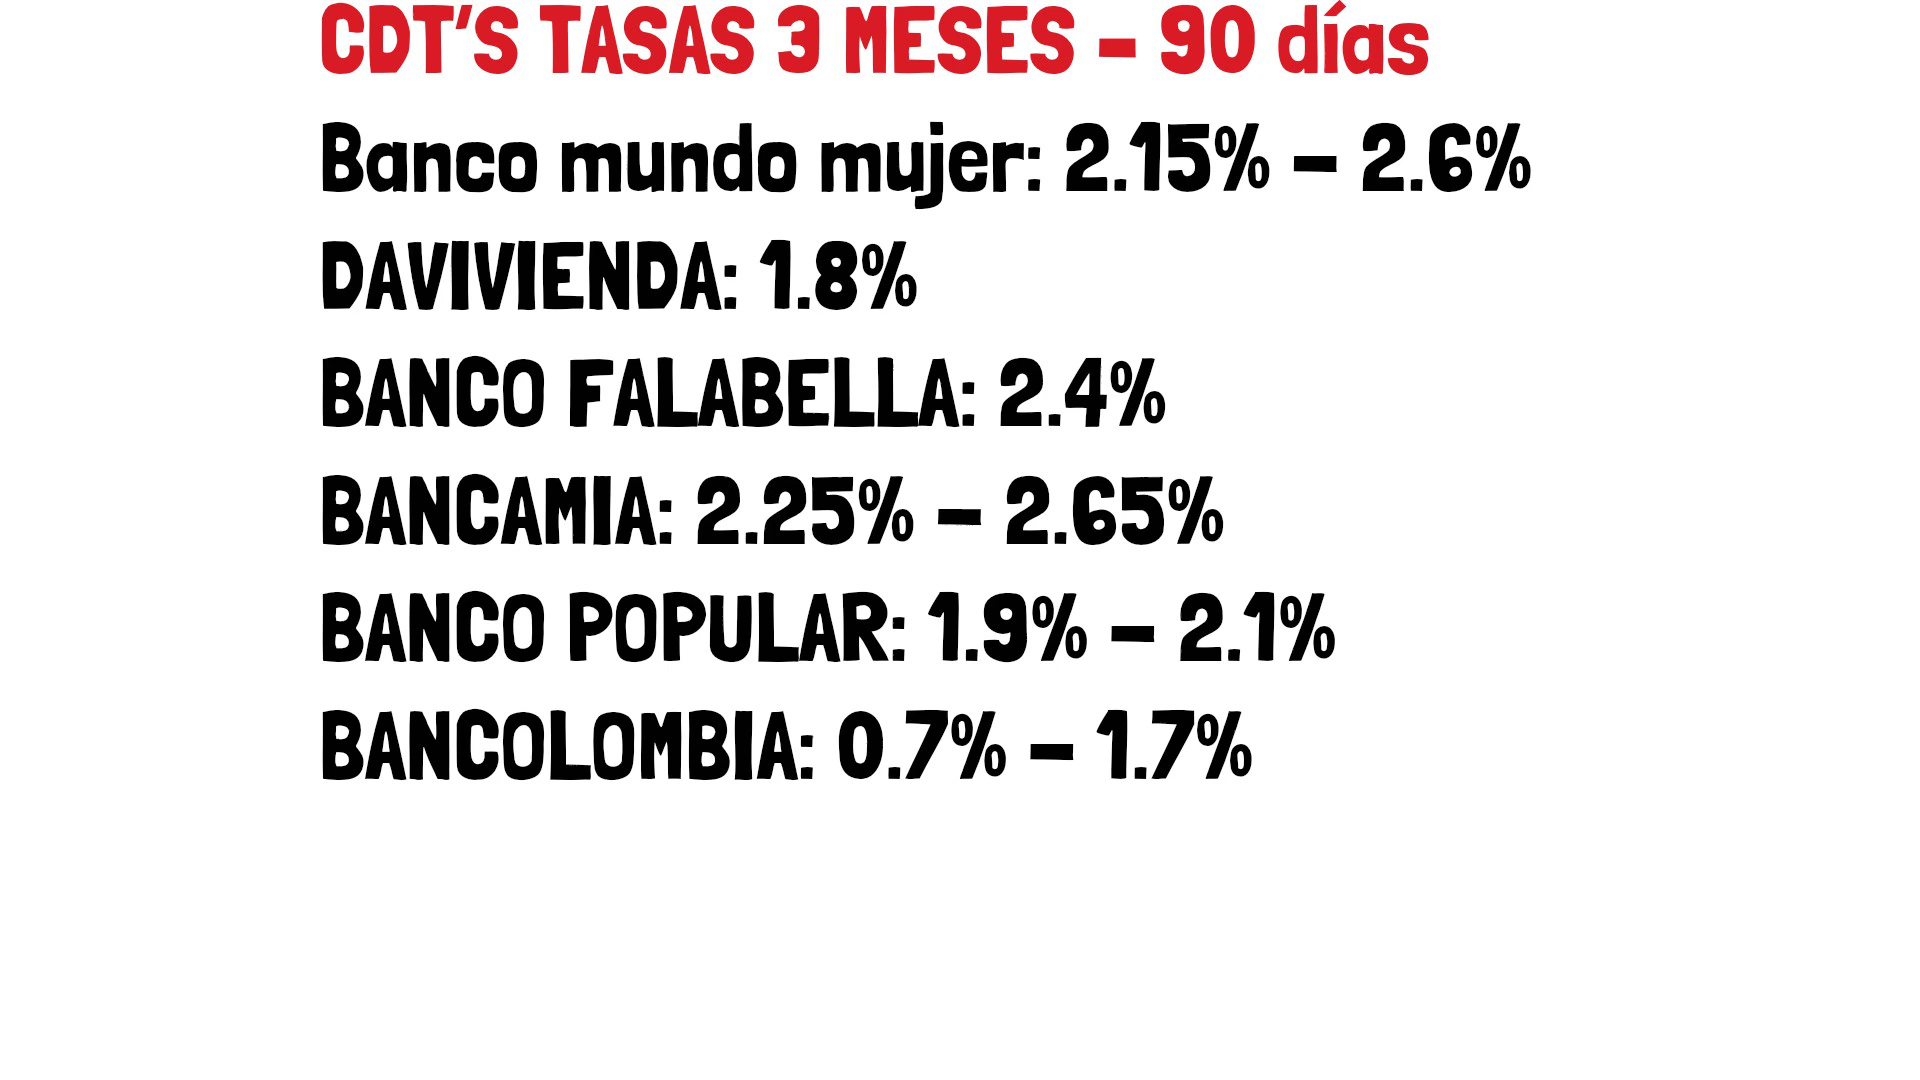 CDT'S TASAS 3 MESES - 90 días
Banco mundo mujer: 2.15% - 2.6%
DAVIVIENDA: 1.8%
BANCO FALABELLA: 2.4%
BANCAMIA: 2.25% - 2.65%
BANCO POPULAR: 1.9% - 2.1%
BANCOLOMBIA: 0.7% - 1.7%